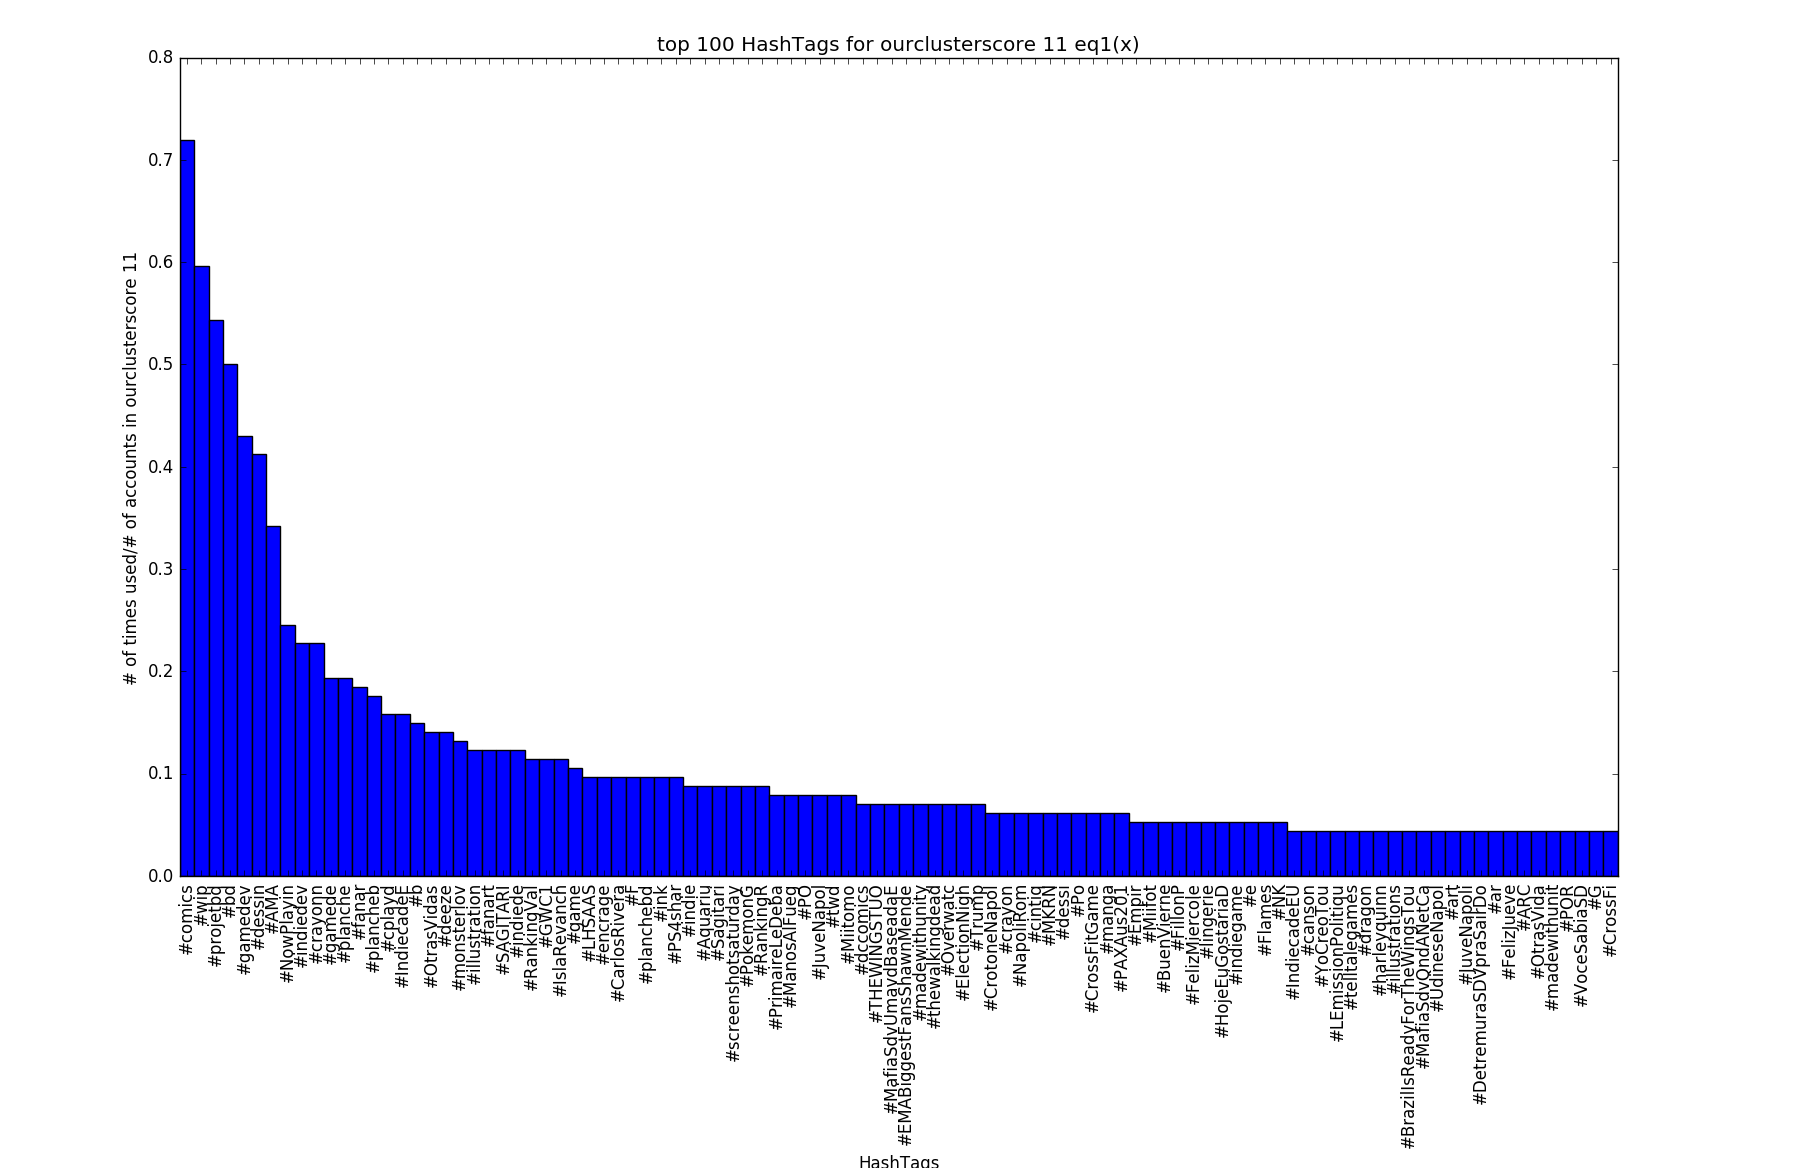 top 100 HashTags for ourclusterscore 11 eq1(x)
# of times used/# of accounts in ourclusterscore 11
0.8
0.7
0.6
0.5
0.4
0.3
0.2
0.1
0.0
#comics
#wip
#projetbd
#bd
#gamedev
#dessin
#AMA
#NowPlayin
#indiedev
#crayonn
#gamede
#planche
#fanar
#plancheb
#cplayd
#IndiecadeE
#b
#OtrasVidas
#deeze
#monsterlov
#illustration
#fanart
#SAGITARI
#indiede
#RankingVal
#GWC1
#IslaRevanch
#game
#LHSAAS
#encrage
#CarlosRivera
#F
#planchebd
#ink
#PS4shar
#indie
#Aquariu
#Sagitari
#screenshotsaturday
#PokemonG
#RankingR
#PrimaireLeDeba
#ManosAlFueg
#PO
#JuveNapol
#twd
#Miitomo
#dccomics
#THEWINGSTUO
#MafiaSdvUmavdBaseadaE
#EMABiggestFansShawnMende
#madewithunity
#thewalkingdead
#Overwatc
#ElectionNigh
#Trump
#CrotoneNapol
#crayon
#NapoliRom
#cintiq
#MKRN
#dessi
#Po
#CrossFitGame
#manga
#PAXAus201
#Empir
#Miifot
#BuenVierne
#FillonP
#FelizMiercole
#lingerie
#HojeEuGostariaD
#indiegame
#e
#Flames
#NK
#IndiecadeEU
#canson
#YoCreoTou
#LEmissionPolitiqu
#telltalegames
#dragon
#harleyquinn
#illustrations
#BrazilIsReadyForTheWingsTou
#MafiaSdvQndANetCa
#UdineseNapol
#art
#JuveNapoli
#DetremuraSDVpraSairDo
#ar
#FelizJueve
#ARC
#OtrasVida
#madewithunit
#POR
#VoceSabiaSD
#G
#CrossFi
HashTags